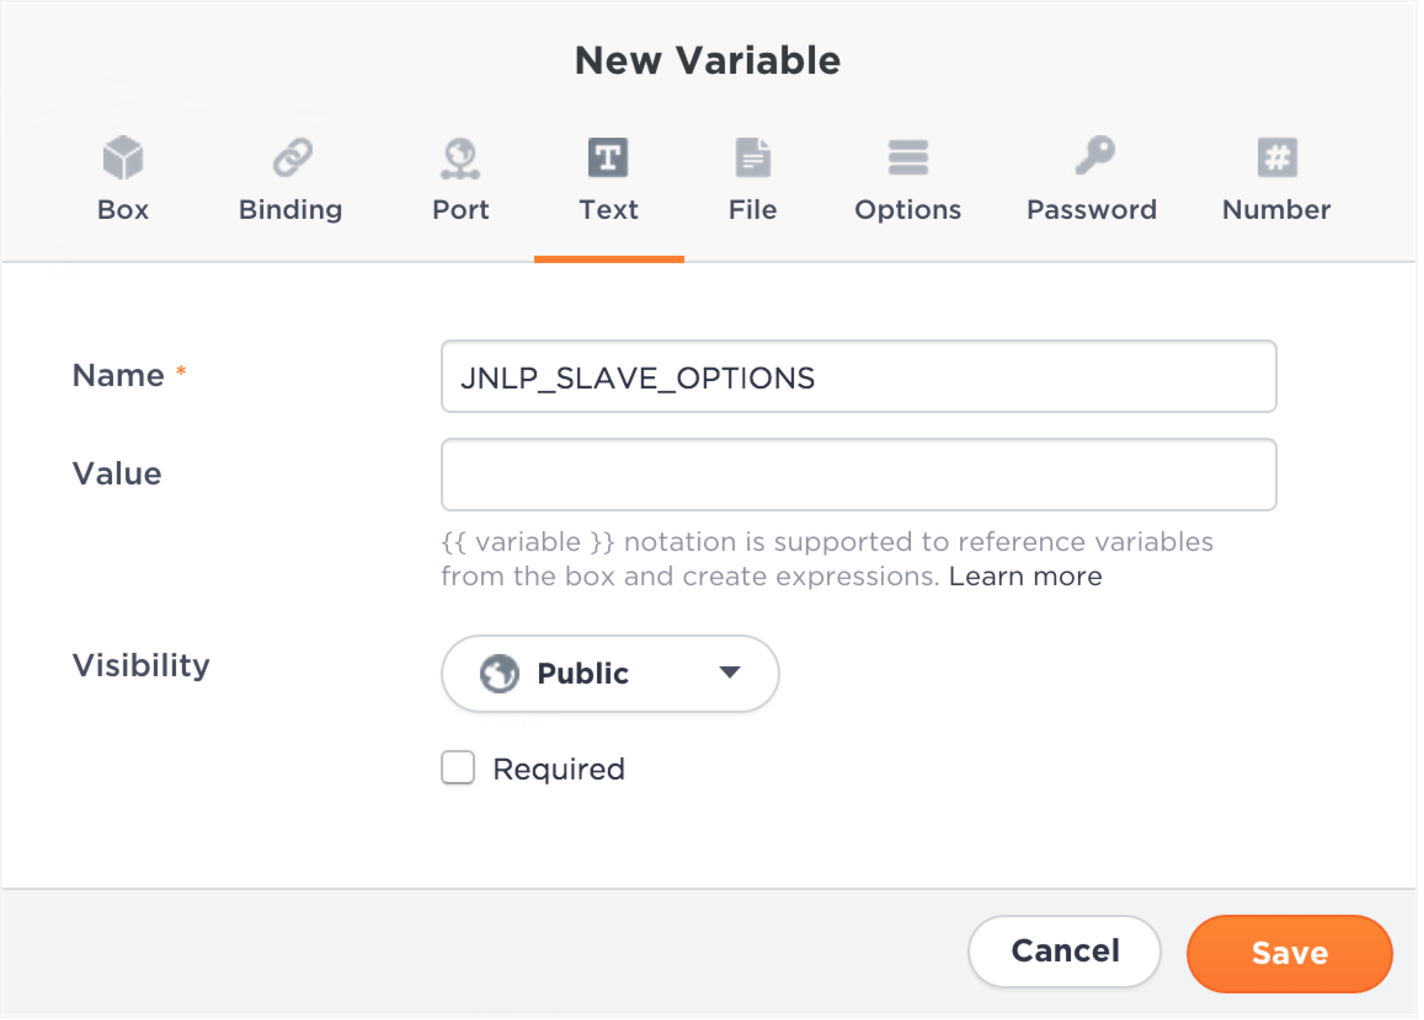 New Variable
Box Binding Port Text File Options Password Number
Name * JNLP_SLAVE_OPTIONS
Value
{{ variable }} notation is supported to reference variables
from the box and create expressions. Learn more
Visibility Public
Required
Cancel Save